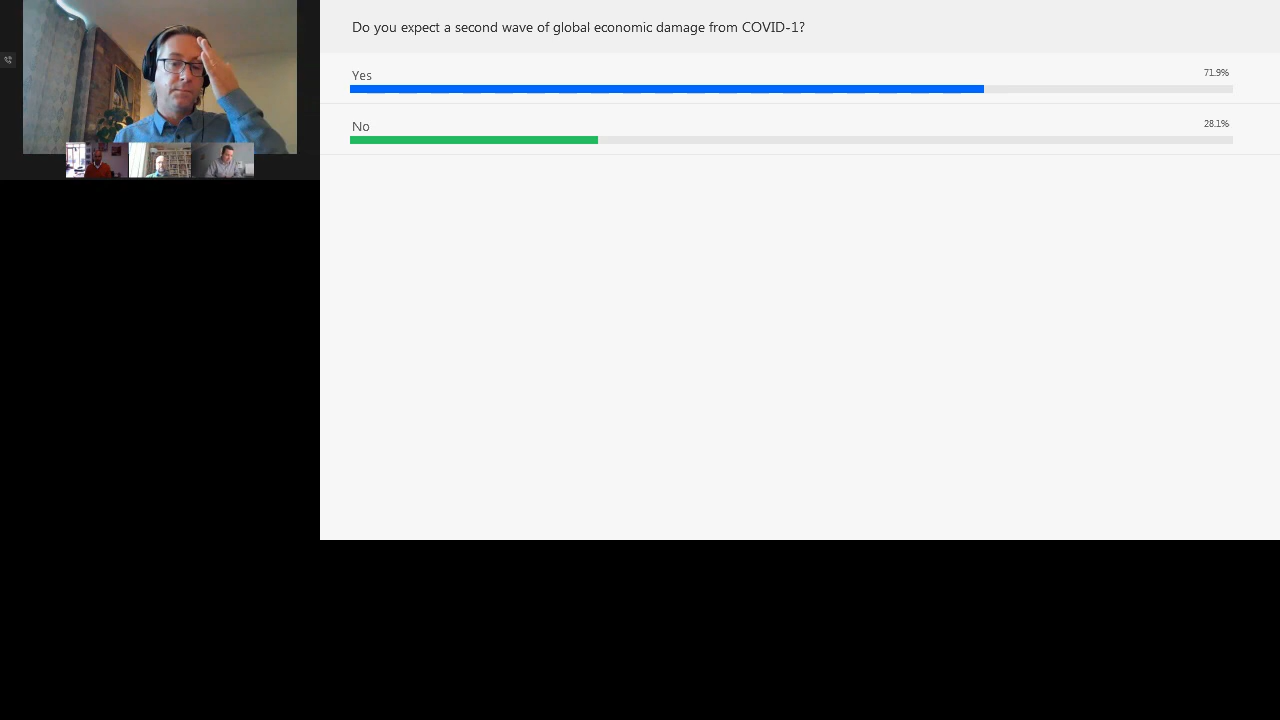 Do you expect a second wave of global economic damage from COVID-1?
Yes
71.9%
No
28.1%